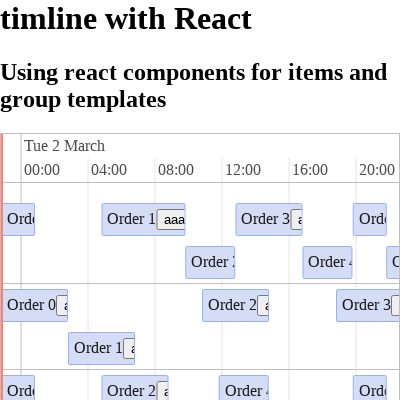 timline with React
Using react components for items and
group templates
Tue 2 March
00:00 04:00 08:00 12:00 16:00 20:00
Order 1 aaa Order 3
Order
Order 0 Order 2 Order 3
Order 1
Order 2 Order